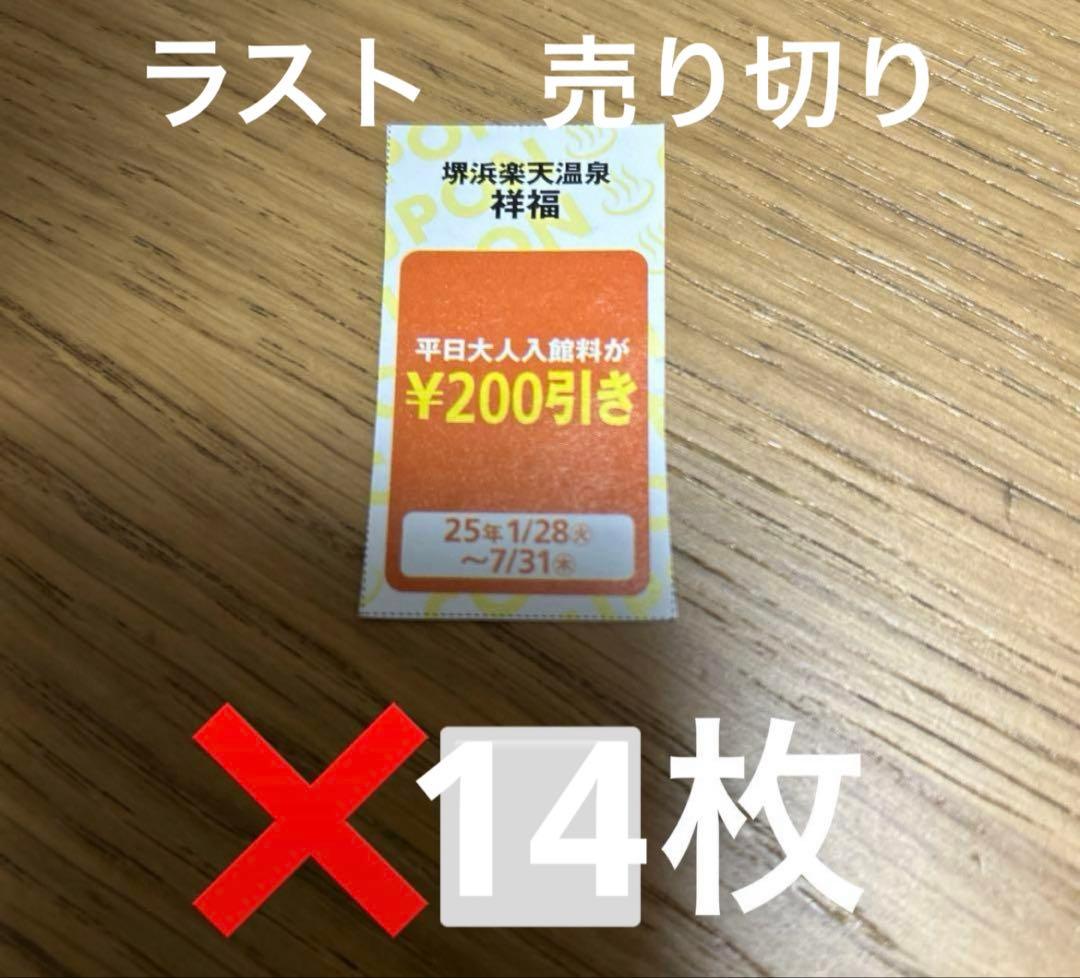 ラスト　売り切り
堺浜楽天温泉
祥福
平日大人入館料が
¥200引き
25年1/28㊋
～7/31㊍
❌14枚